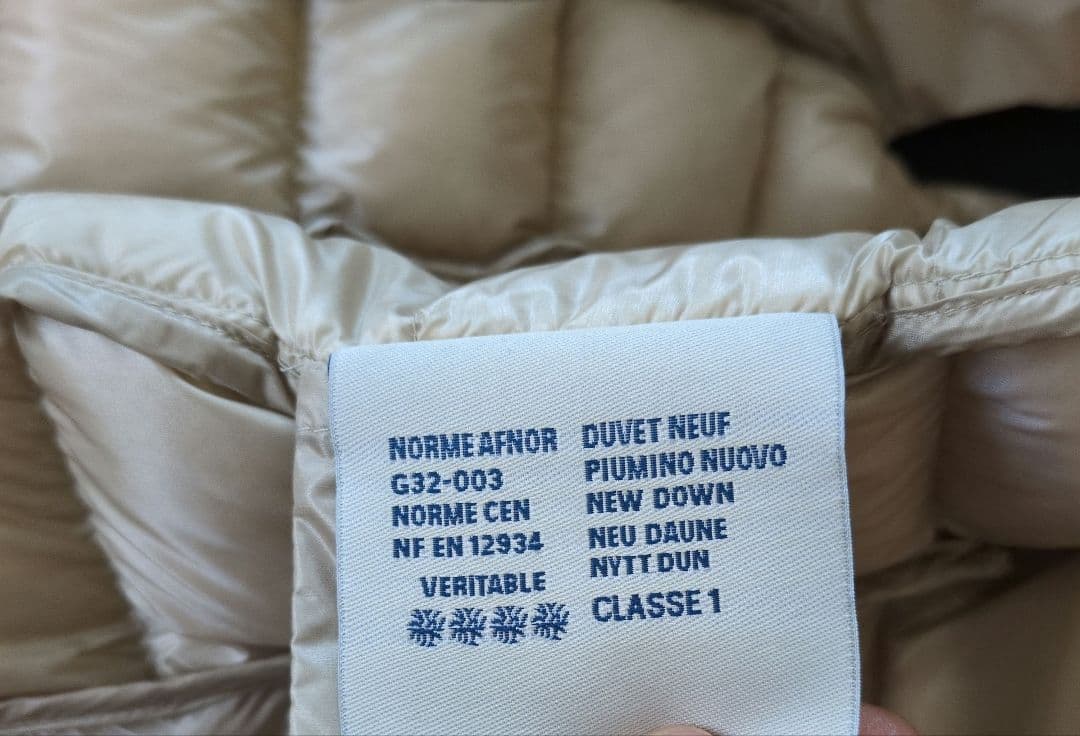 NORME AFNOR
G32-003
NORME CEN
NF EN 12934
VERITABLE
DUVET NEUF
PIUMINO NUOVO
NEW DOWN
NEU DAUNE
NYTT DUN
CLASSE 1